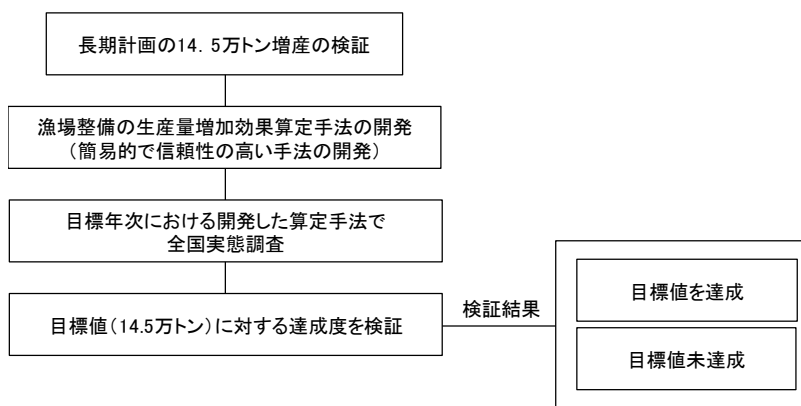 長期計画の14.5万トン増産の検証
漁場整備の生産量増加効果算定手法の開発
(簡易的で信頼性の高い手法の開発)
目標年次における開発した算定手法で
全国実態調査
目標値(14.5万トン)に対する達成度を検証
検証結果
目標値を達成
目標値未達成